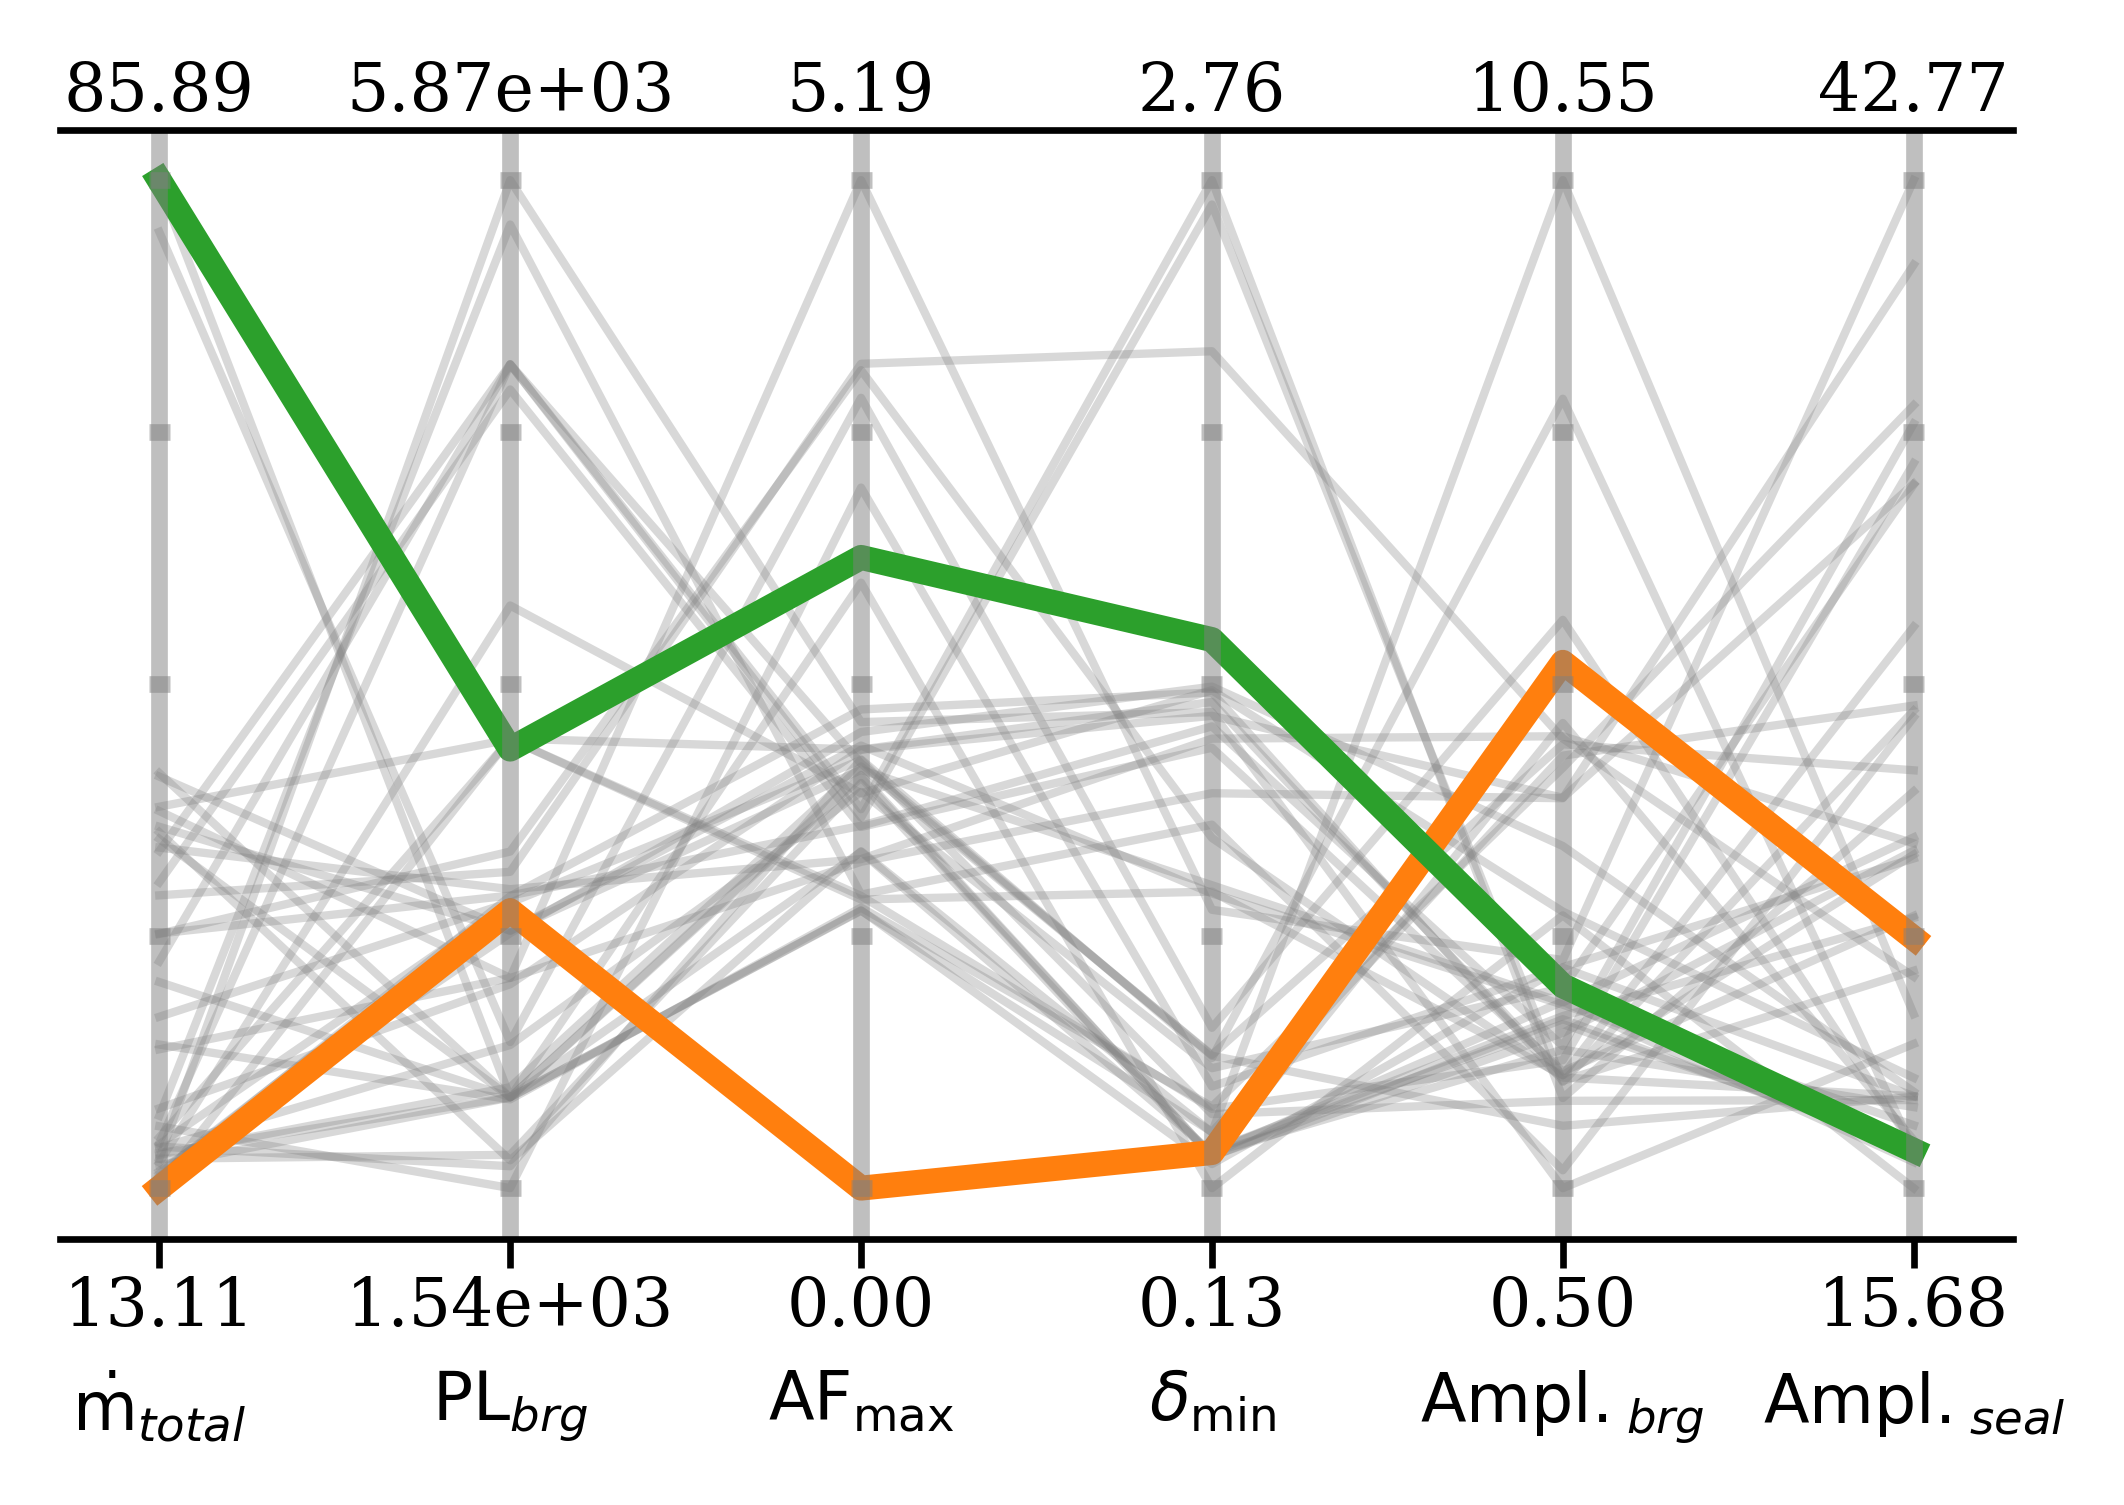 85.89 5.87e+03 5.19 2.76 10.55 42.77
13.11 1.54e+03 0.00 0.13 0.50 15.68
ṁtotal PLbrg AFmax δmin Ampl. brg Ampl. seal